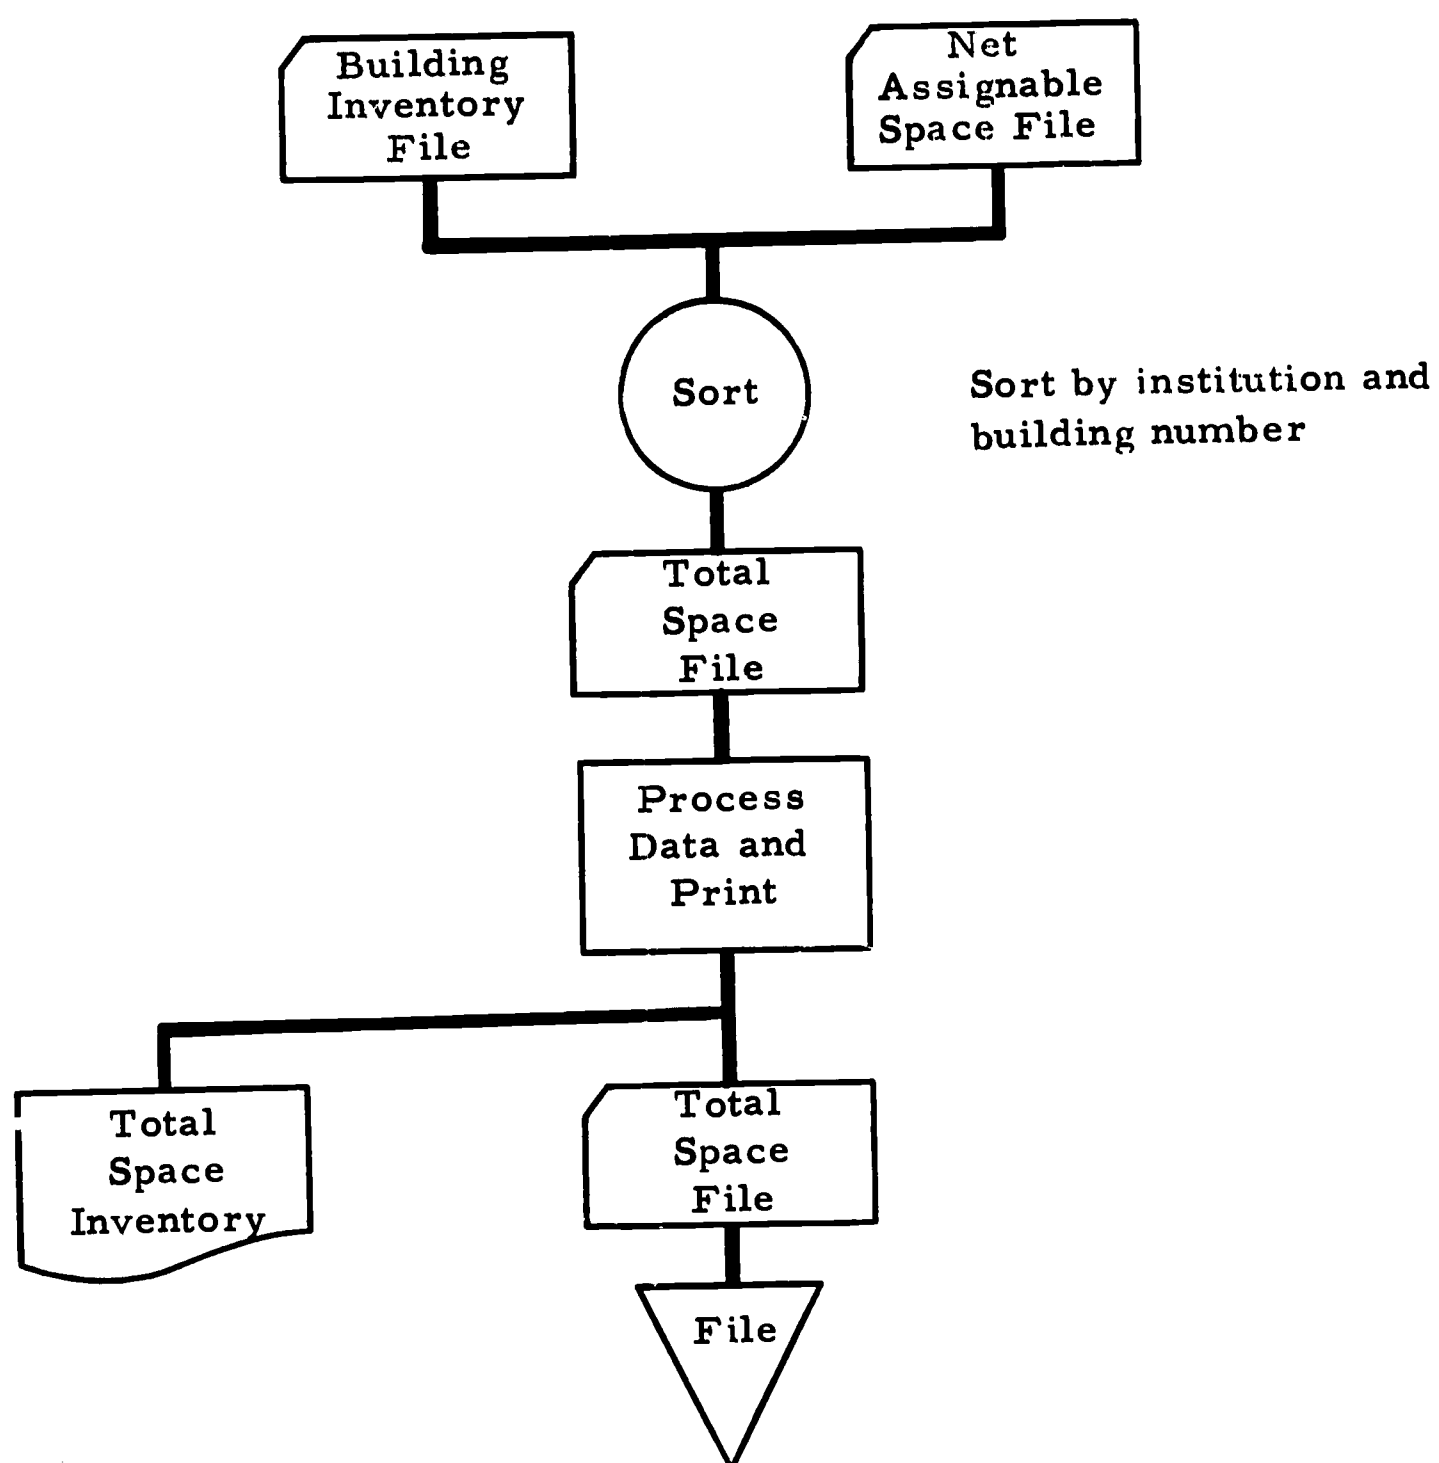 Building
Inventory
File
Net
Assignable
Space File
Sort
Sort by institution and
building number
Total
Space
File
Process
Data and
Print
Total
Space
Inventory
Total
Space
File
File